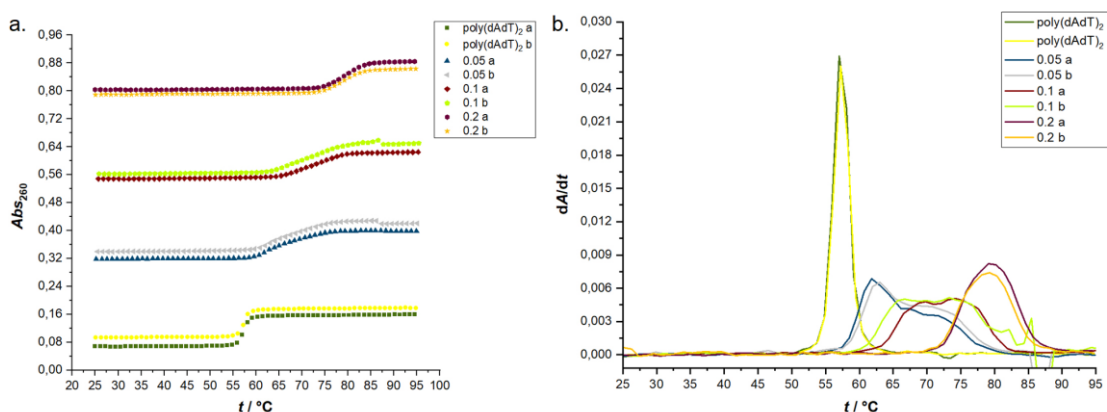 a.
0,96
0,88
0,80
0,72
0,64
0,56
0,48
0,40
0,32
0,24
0,16
0,08
0,00
Abs260
20 25 30 35 40 45 50 55 60 65 70 75 80 85 90 95 100
t / °C
poly(dAdT)2 a
poly(dAdT)2 b
0.05 a
0.05 b
0.1 a
0.1 b
0.2 a
0.2 b
b.
0,030
0,027
0,024
0,021
0,018
0,015
0,012
0,009
0,006
0,003
0,000
dA/dt
25 30 35 40 45 50 55 60 65 70 75 80 85 90 95
t / °C
poly(dAdT)2
poly(dAdT)2
0.05 a
0.05 b
0.1 a
0.1 b
0.2 a
0.2 b